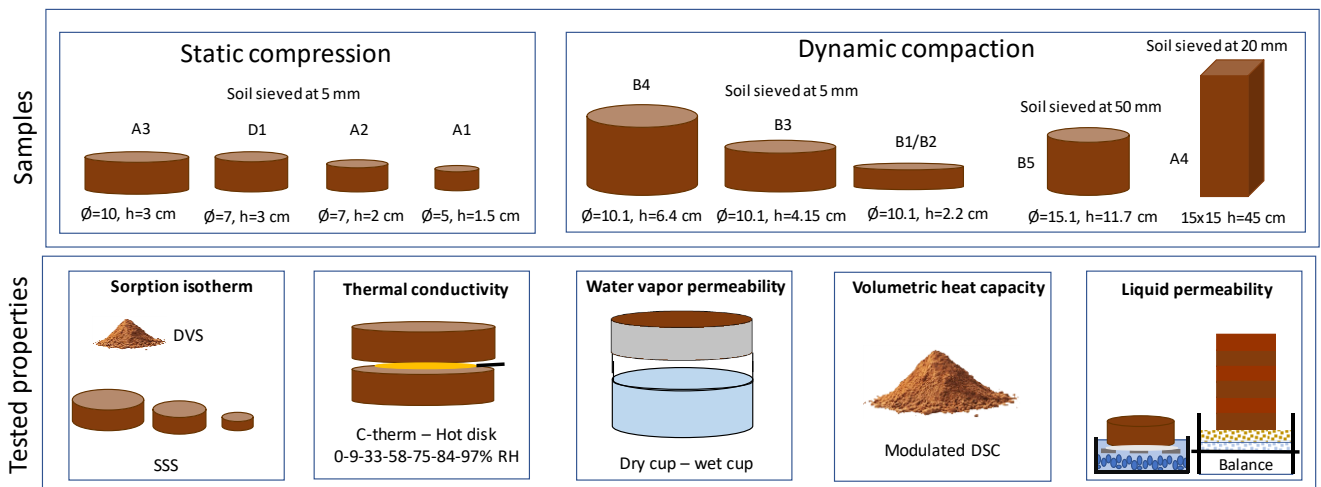 Samples
Static compression
Soil sieved at 5 mm
A3
D1
A2
A1
Ø=10, h=3 cm
Ø=7, h=3 cm
Ø=7, h=2 cm
Ø=5, h=1.5 cm
Dynamic compaction
Soil sieved at 20 mm
B4
Soil sieved at 5 mm
Soil sieved at 50 mm
B3
B1/B2
B5
A4
Ø=10.1, h=6.4 cm
Ø=10.1, h=4.15 cm
Ø=10.1, h=2.2 cm
Ø=15.1, h=11.7 cm
15x15 h=45 cm
Tested properties
Sorption isotherm
DVS
SSS
Thermal conductivity
C-therm – Hot disk
0-9-33-58-75-84-97% RH
Water vapor permeability
Dry cup – wet cup
Volumetric heat capacity
Modulated DSC
Liquid permeability
Balance